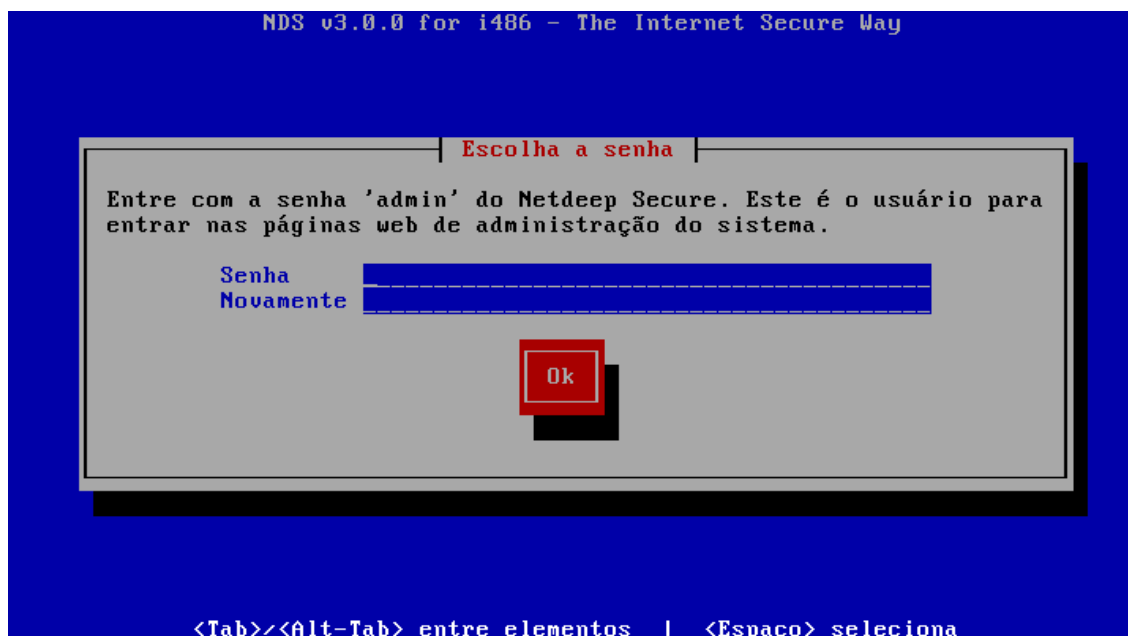 NDS v3.0.0 for i486 - The Internet Secure Way
Escolha a senha
Entre com a senha 'admin' do Netdeep Secure. Este é o usuário para
entrar nas páginas web de administração do sistema.
Senha
Novamente
Ok
<Tab>/<Alt-Tab> entre elementos | <Espaco> seleciona